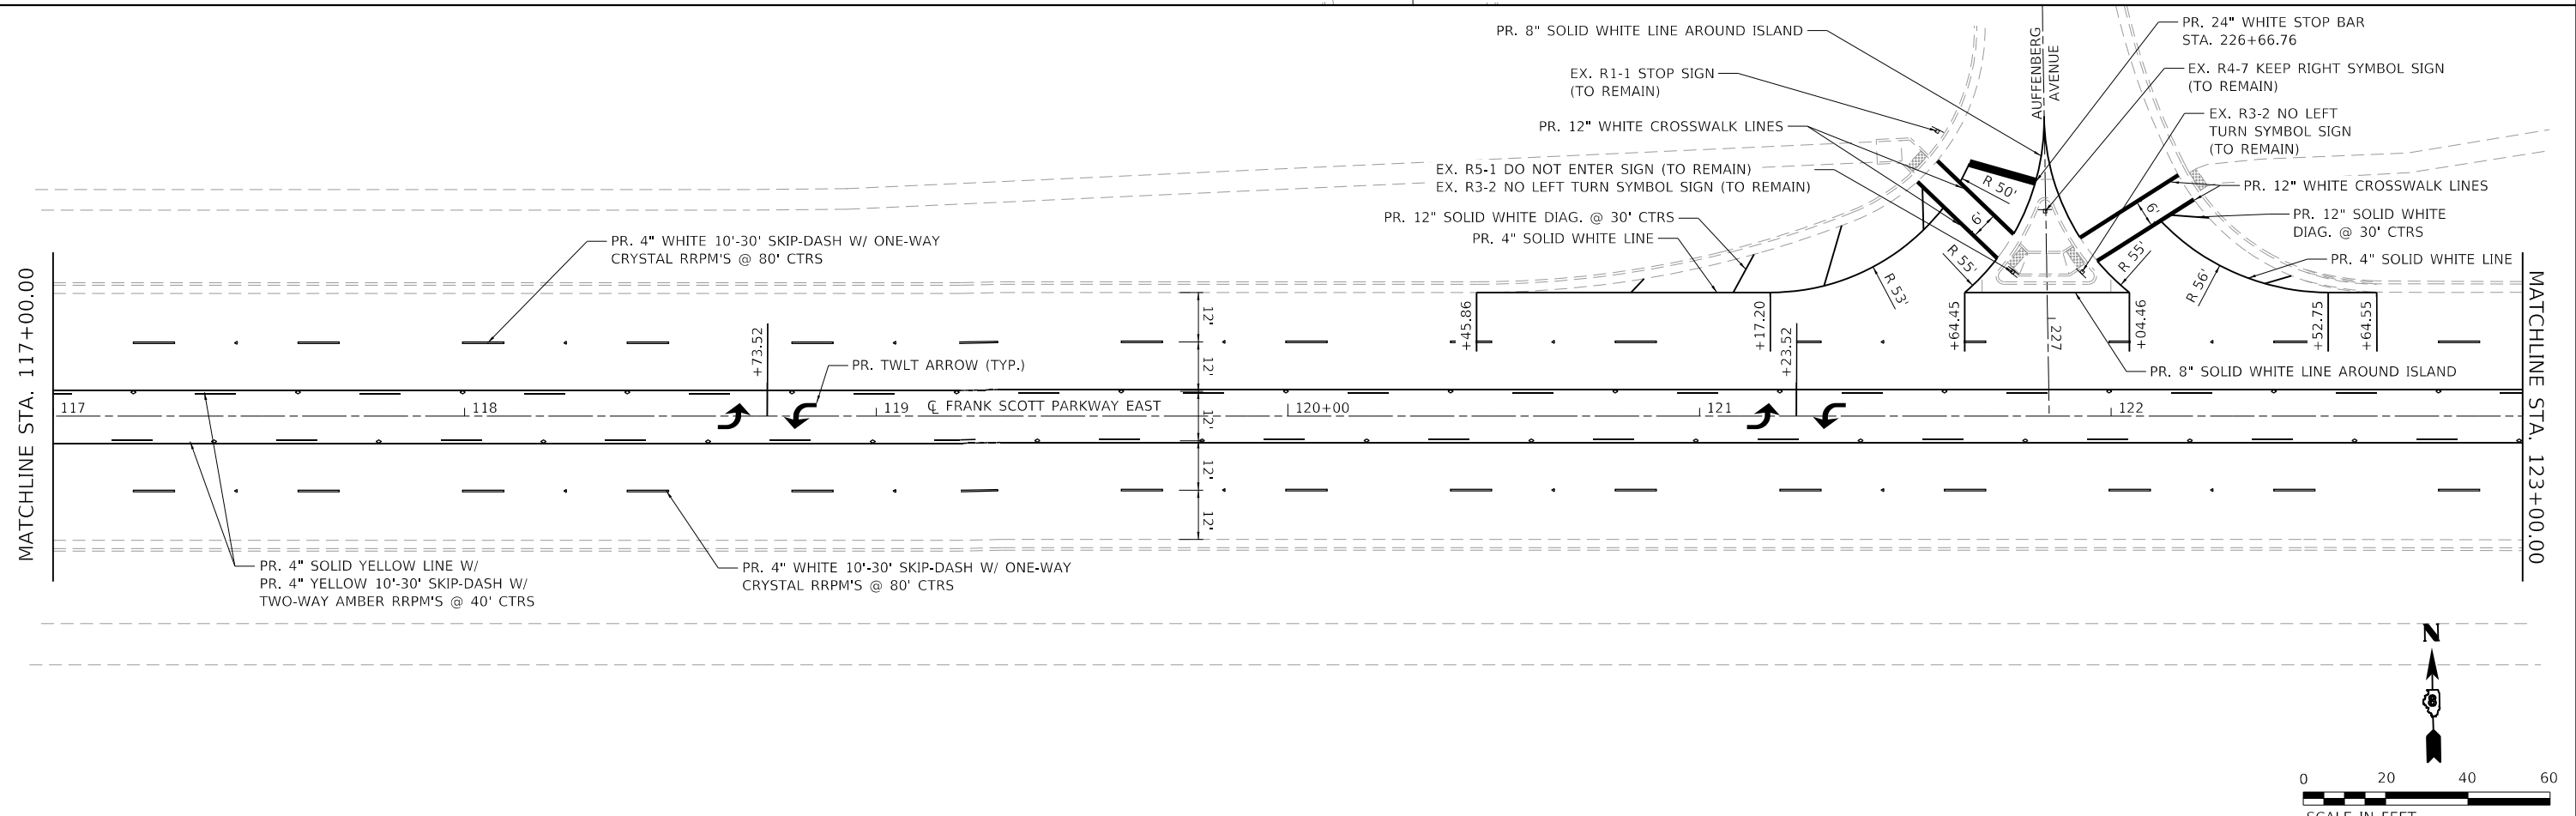 PR. 8" SOLID WHITE LINE AROUND ISLAND
EX. R1-1 STOP SIGN
(TO REMAIN)
PR. 12" WHITE CROSSWALK LINES
EX. R5-1 DO NOT ENTER SIGN (TO REMAIN)
EX. R3-2 NO LEFT TURN SYMBOL SIGN (TO REMAIN)
PR. 12" SOLID WHITE DIAG. @ 30' CTRS
PR. 4" SOLID WHITE LINE
AUFFENBERG
AVENUE
PR. 24" WHITE STOP BAR
STA. 226+66.76
EX. R4-7 KEEP RIGHT SYMBOL SIGN
(TO REMAIN)
EX. R3-2 NO LEFT
TURN SYMBOL SIGN
(TO REMAIN)
PR. 12" WHITE CROSSWALK LINES
PR. 12" SOLID WHITE
DIAG. @ 30' CTRS
PR. 4" SOLID WHITE LINE
R 50'
6'
R 55'
R 53'
6'
R 55'
R 56'
PR. 4" WHITE 10'-30' SKIP-DASH W/ ONE-WAY
CRYSTAL RRPM'S @ 80' CTRS
MATCHLINE STA. 117+00.00
+73.52
PR. TWLT ARROW (TYP.)
12'
12'
12'
12'
12'
+45.86
+17.20
+23.52
+64.45
227
+04.46
+52.75
+64.55
PR. 8" SOLID WHITE LINE AROUND ISLAND
MATCHLINE STA. 123+00.00
117
118
119
℄ FRANK SCOTT PARKWAY EAST
120+00
121
122
PR. 4" SOLID YELLOW LINE W/
PR. 4" YELLOW 10'-30' SKIP-DASH W/
TWO-WAY AMBER RRPM'S @ 40' CTRS
PR. 4" WHITE 10'-30' SKIP-DASH W/ ONE-WAY
CRYSTAL RRPM'S @ 80' CTRS
N
8
0 20 40 60
SCALE IN FEET